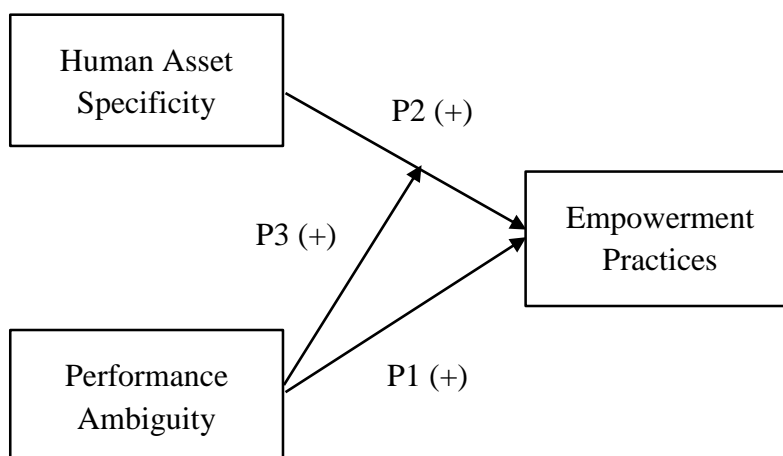 Human Asset
Specificity
P2 (+)
Empowerment
Practices
P3 (+)
Performance
Ambiguity
P1 (+)